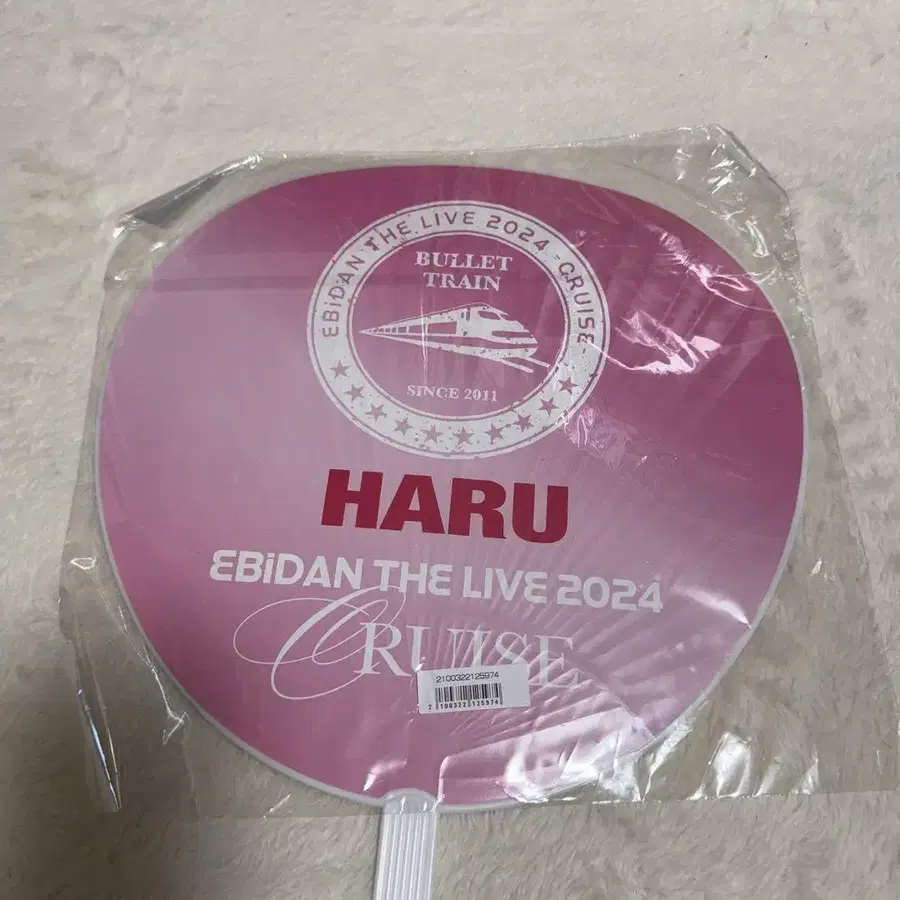 EBiDAN THE LIVE 2024 -CRUISE-
BULLET
TRAIN
SINCE 2011
HARU
EBiDAN THE LIVE 2024
CRUISE
2100322125974
2 100322 125974